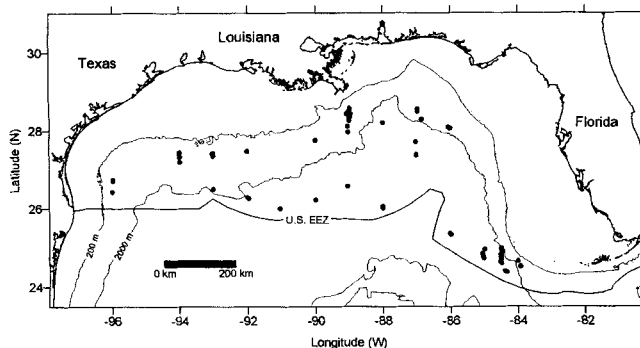 Louisiana
Texas
Florida
U.S. EEZ
200 m
2000 m
0 km
200 km
30
28
26
24
Latitude (N)
-96
-94
-92
-90
-88
-86
-84
-82
Longitude (W)